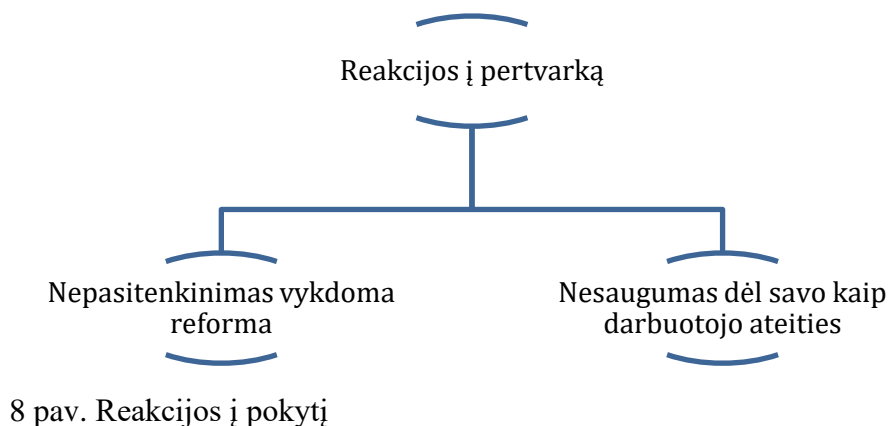 Reakcijos į pertvarką
Nepasitenkinimas vykdoma
reforma
Nesaugumas dėl savo kaip
darbuotojo ateities
8 pav. Reakcijos į pokytį